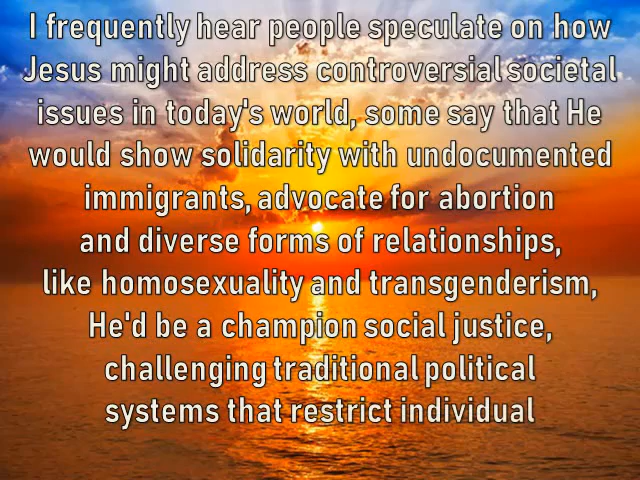 I frequently hear people speculate on how
Jesus might address controversial societal
issues in today's world, some say that He
would show solidarity with undocumented
immigrants, advocate for abortion
and diverse forms of relationships,
like homosexuality and transgenderism,
He'd be a champion social justice,
challenging traditional political
systems that restrict individual